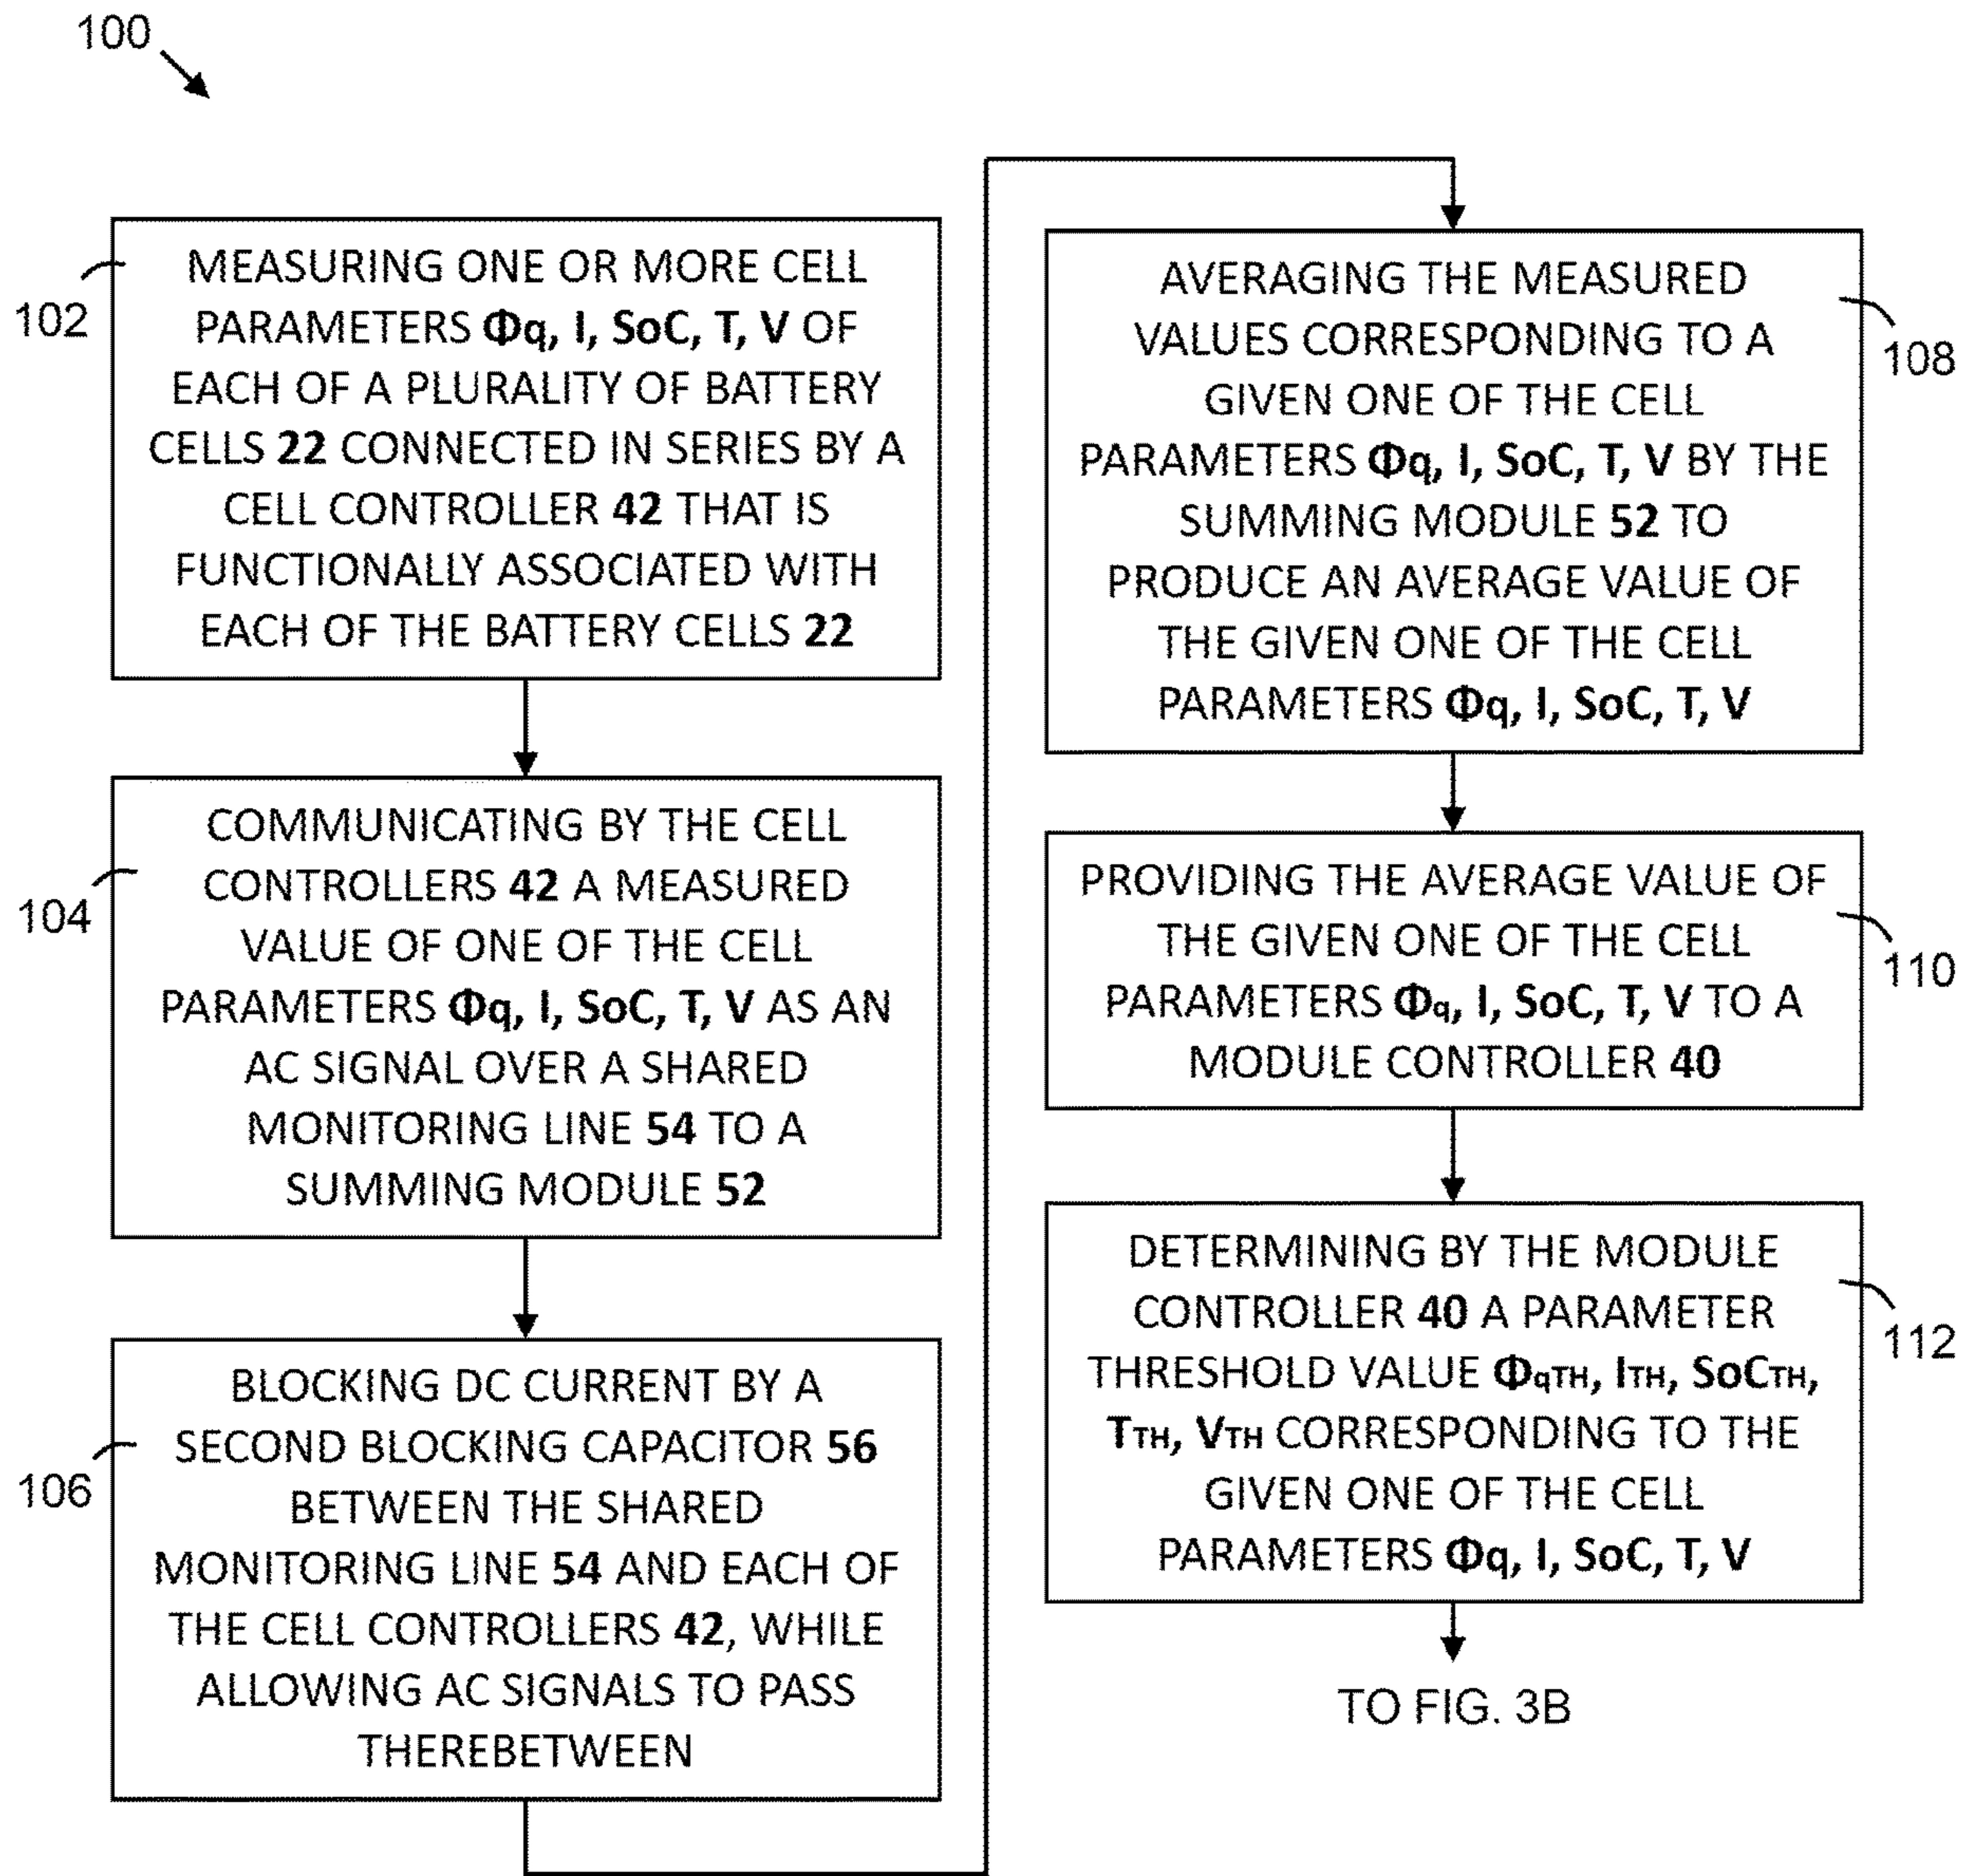 100
102
MEASURING ONE OR MORE CELL
PARAMETERS Φq, I, SoC, T, V OF
EACH OF A PLURALITY OF BATTERY
CELLS 22 CONNECTED IN SERIES BY A
CELL CONTROLLER 42 THAT IS
FUNCTIONALLY ASSOCIATED WITH
EACH OF THE BATTERY CELLS 22
104
COMMUNICATING BY THE CELL
CONTROLLERS 42 A MEASURED
VALUE OF ONE OF THE CELL
PARAMETERS Φq, I, SoC, T, V AS AN
AC SIGNAL OVER A SHARED
MONITORING LINE 54 TO A
SUMMING MODULE 52
106
BLOCKING DC CURRENT BY A
SECOND BLOCKING CAPACITOR 56
BETWEEN THE SHARED
MONITORING LINE 54 AND EACH OF
THE CELL CONTROLLERS 42, WHILE
ALLOWING AC SIGNALS TO PASS
THEREBETWEEN
108
AVERAGING THE MEASURED
VALUES CORRESPONDING TO A
GIVEN ONE OF THE CELL
PARAMETERS Φq, I, SoC, T, V BY THE
SUMMING MODULE 52 TO
PRODUCE AN AVERAGE VALUE OF
THE GIVEN ONE OF THE CELL
PARAMETERS Φq, I, SoC, T, V
110
PROVIDING THE AVERAGE VALUE OF
THE GIVEN ONE OF THE CELL
PARAMETERS Φq, I, SoC, T, V TO A
MODULE CONTROLLER 40
112
DETERMINING BY THE MODULE
CONTROLLER 40 A PARAMETER
THRESHOLD VALUE ΦqTH, ITH, SoCTH,
TTH, VTH CORRESPONDING TO THE
GIVEN ONE OF THE CELL
PARAMETERS Φq, I, SoC, T, V
TO FIG. 3B